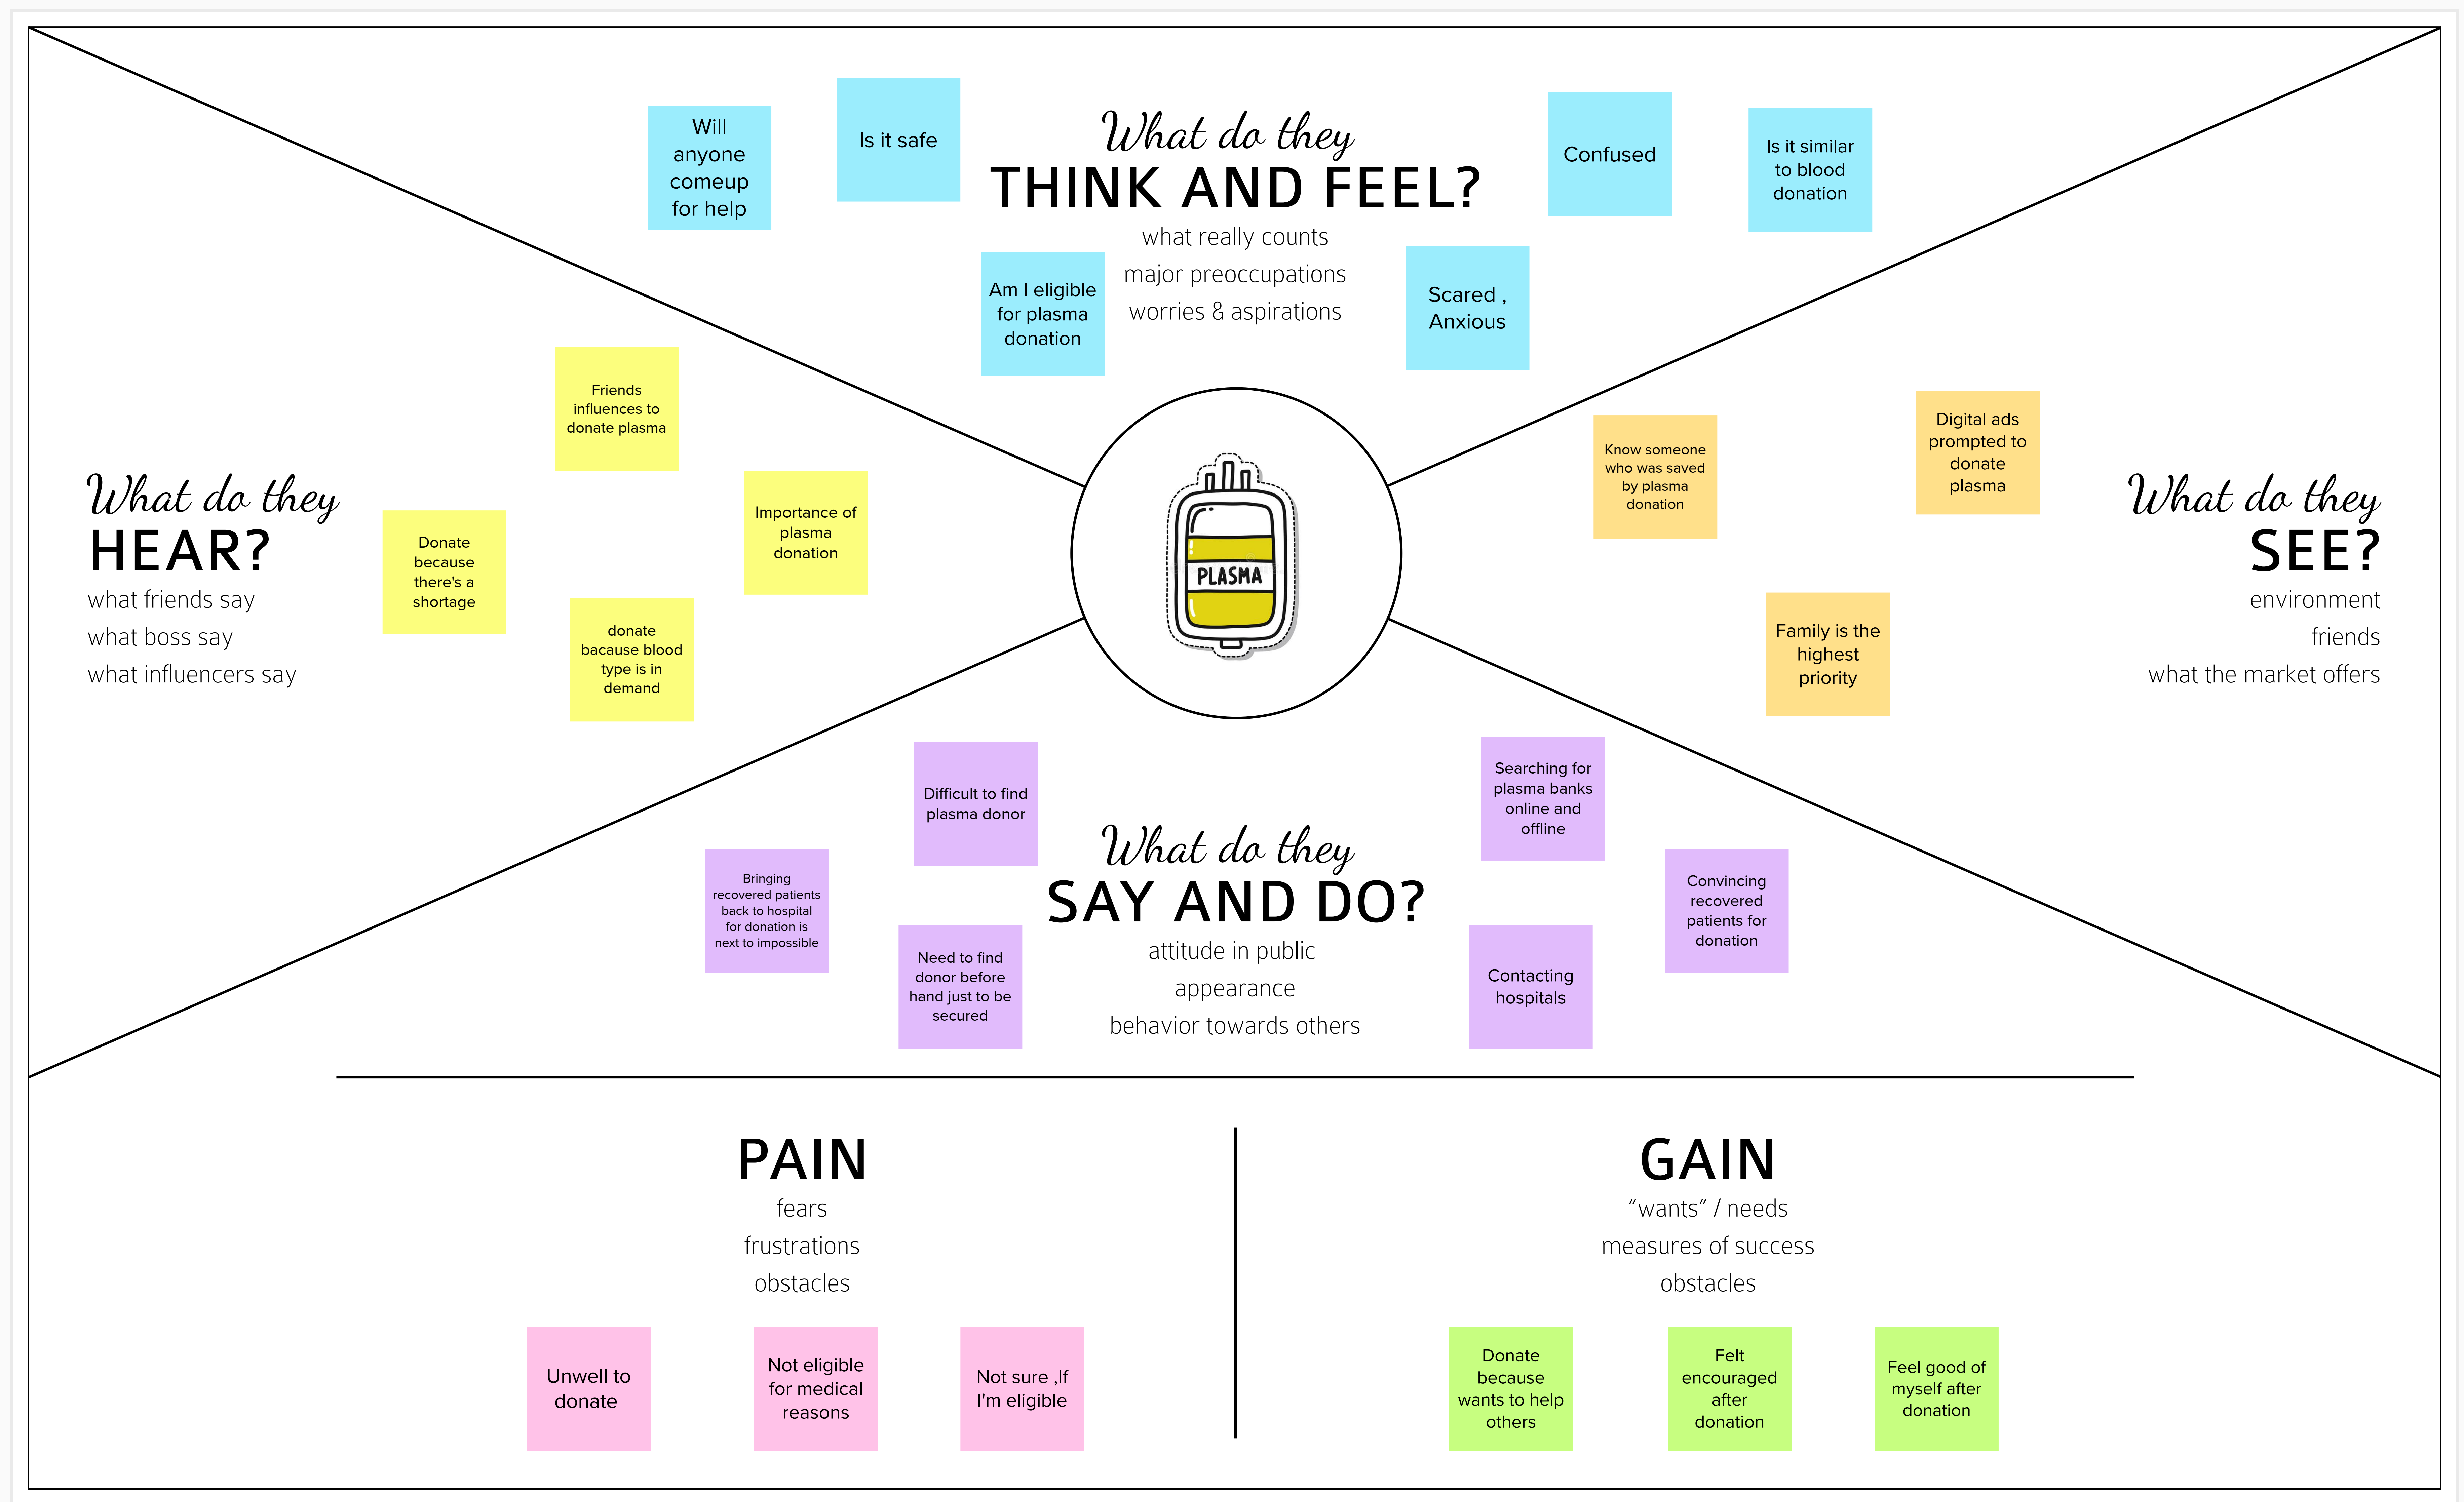 What do they
THINK AND FEEL?
what really counts
major preoccupations
worries & aspirations
Will
anyone
comeup
for help
Is it safe
Am I eligible
for plasma
donation
Confused
Is it similar
to blood
donation
Scared ,
Anxious
What do they
HEAR?
what friends say
what boss say
what influencers say
Friends
influences to
donate plasma
Donate
because
there's a
shortage
Importance of
plasma
donation
donate
bacause blood
type is in
demand
PLASMA
What do they
SEE?
environment
friends
what the market offers
Know someone
who was saved
by plasma
donation
Digital ads
prompted to
donate
plasma
Family is the
highest
priority
What do they
SAY AND DO?
attitude in public
appearance
behavior towards others
Difficult to find
plasma donor
Bringing
recovered patients
back to hospital
for donation is
next to impossible
Need to find
donor before
hand just to be
secured
Searching for
plasma banks
online and
offline
Convincing
recovered
patients for
donation
Contacting
hospitals
PAIN
fears
frustrations
obstacles
Unwell to
donate
Not eligible
for medical
reasons
Not sure ,If
I'm eligible
GAIN
“wants” / needs
measures of success
obstacles
Donate
because
wants to help
others
Felt
encouraged
after
donation
Feel good of
myself after
donation